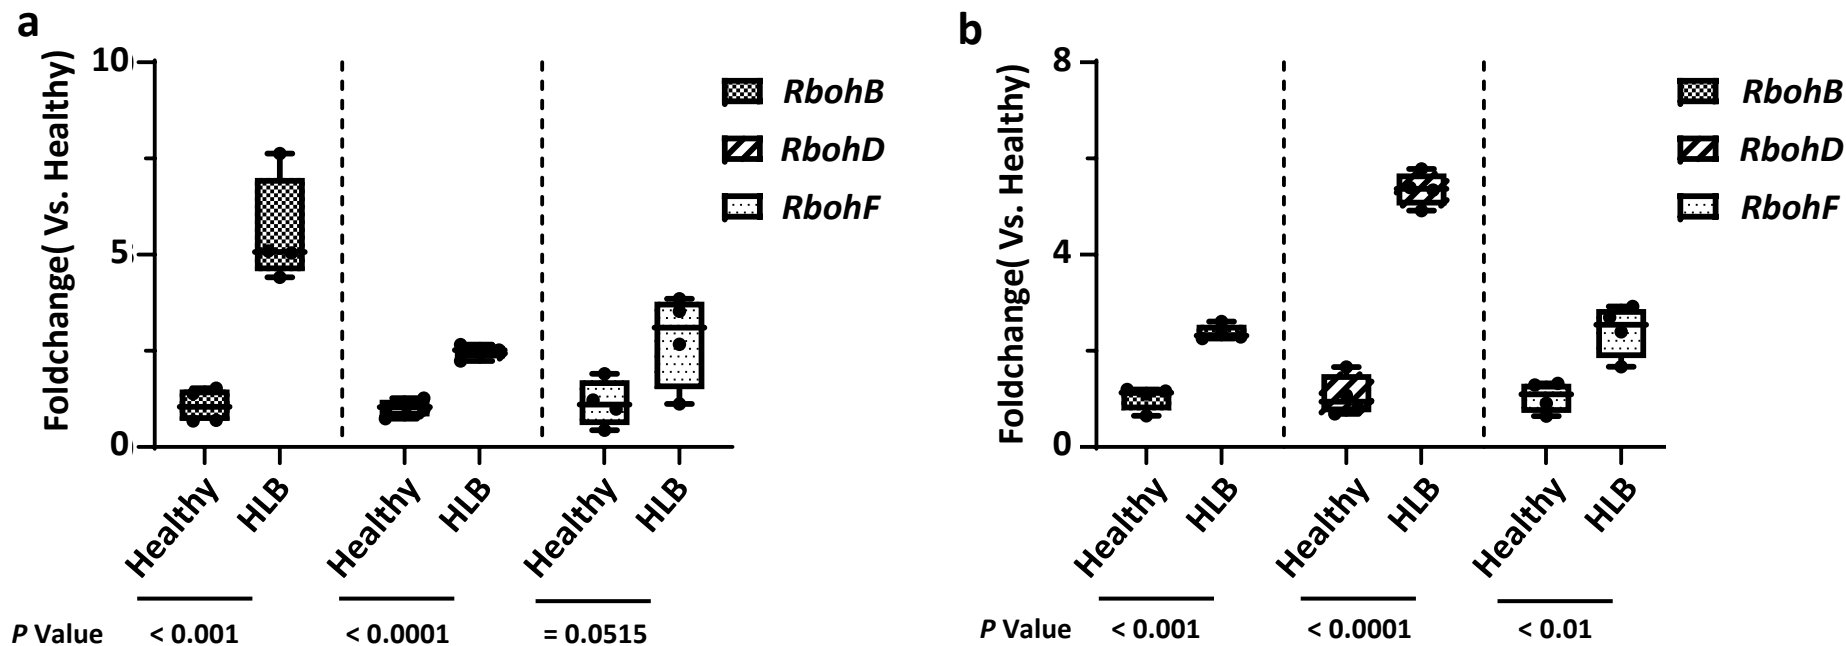 a
Foldchange( Vs. Healthy)
10
5
0
RbohB
RbohD
RbohF
Healthy
HLB
Healthy
HLB
Healthy
HLB
P Value < 0.001 < 0.0001 = 0.0515
b
Foldchange( Vs. Healthy)
8
4
0
RbohB
RbohD
RbohF
Healthy
HLB
Healthy
HLB
Healthy
HLB
P Value < 0.001 < 0.0001 < 0.01